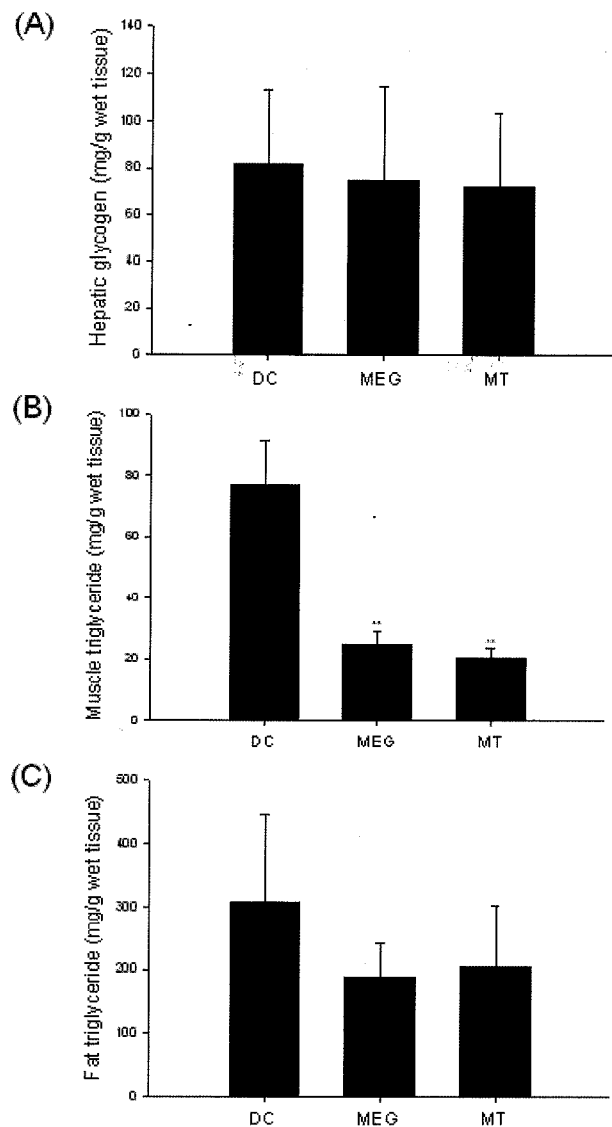 (A)
Hepatic glycogen (mg/g wet tissue)
140
120
100
80
60
40
20
0
DC MEG MT
(B)
Muscle triglyceride (mg/g wet tissue)
100
80
60
40
20
0
**
**
DC MEG MT
(C)
Fat triglyceride (mg/g wet tissue)
500
400
300
200
100
0
DC MEG MT